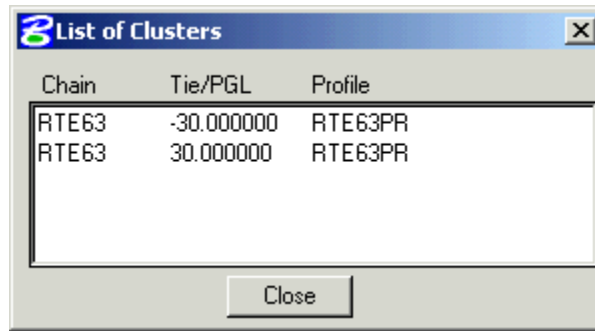 List of Clusters
Chain Tie/PGL Profile
RTE63 -30.000000 RTE63PR
RTE63 30.000000 RTE63PR
Close